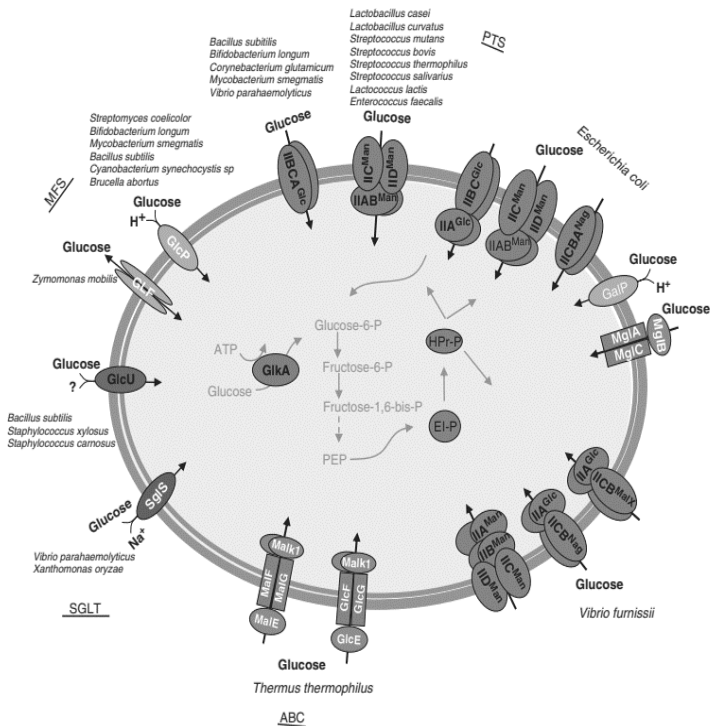 Lactobacillus casei
Lactobacillus curvatus
Streptococcus mutans
Streptococcus bovis
Streptococcus thermophilus
Streptococcus salivarius
Lactococcus lactis
Enterococcus faecalis
PTS
Bacillus subitilis
Bifidobacterium longum
Corynebacterium glutamicum
Mycobacterium smegmatis
Vibrio parahaemolyticus
Streptomyces coelicolor
Bifidobacterium longum
Mycobacterium smegmatis
Bacillus subtilis
Cyanobacterium synechocystis sp
Brucella abortus
MFS
Glucose
IIBCA^Glc
Glucose
IIC^Man
IID^Man
IIAB^Man
Escherichia coli
Glucose
IIBC^Glc
IIA^Glc
IIC^Man
IID^Man
IIAB^Man
IICBA^Nag
Glucose
H+
GlcP
Glucose
GLF
Zymomonas mobilis
Glucose
GalP
H+
Glucose
MglA
MglC
MglB
Glucose
?
GlcU
Bacillus subtilis
Staphylococcus xylosus
Staphylococcus carnosus
ATP
Glucose
GlkA
Glucose-6-P
Fructose-6-P
Fructose-1,6-bis-P
PEP
HPr-P
EI-P
Glucose
Na+
SglS
Vibrio parahaemolyticus
Xanthomonas oryzae
SGLT
Malk1
MalF
MalG
MalE
Malk1
GlcF
GlcG
GlcE
Glucose
Thermus thermophilus
ABC
IIA^Man
IIB^Man
IIC^Man
IID^Man
IIA^Glc
IICB^Nag
IIA^Glc
IICB^MalX
Glucose
Vibrio furnissii